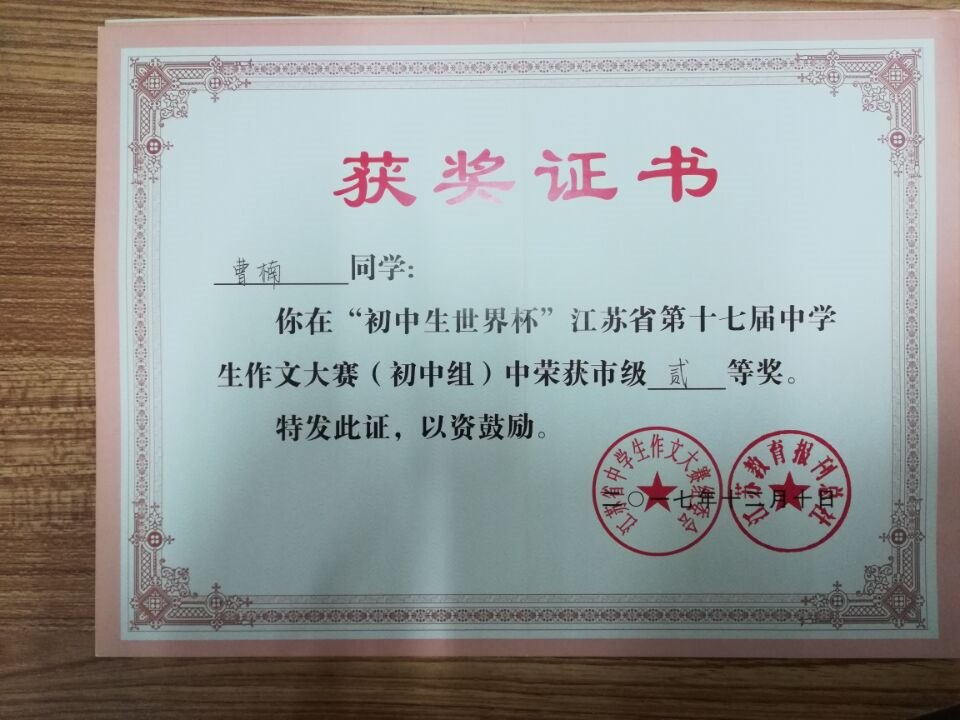 获奖证书
曹楠同学:
你在“初中生世界杯”江苏省第十七届中学
生作文大赛（初中组）中荣获市级贰等奖。
特发此证，以资鼓励。
江苏省中学生作文大赛组委会
江苏教育报刊总社
二〇一七年十二月十日